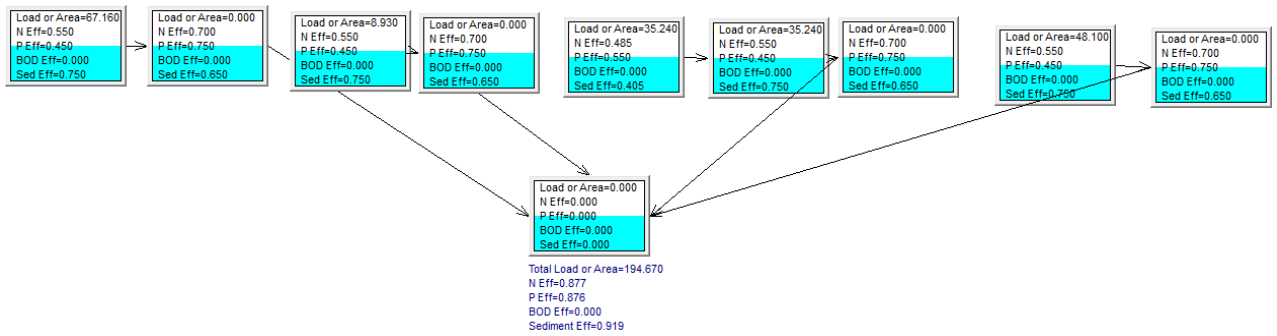 Load or Area=67.160
N Eff=0.550
P Eff=0.450
BOD Eff=0.000
Sed Eff=0.750
Load or Area=0.000
N Eff=0.700
P Eff=0.750
BOD Eff=0.000
Sed Eff=0.650
Load or Area=8.930
N Eff=0.550
P Eff=0.450
BOD Eff=0.000
Sed Eff=0.750
Load or Area=0.000
N Eff=0.700
P Eff=0.750
BOD Eff=0.000
Sed Eff=0.650
Load or Area=35.240
N Eff=0.485
P Eff=0.550
BOD Eff=0.000
Sed Eff=0.405
Load or Area=35.240
N Eff=0.550
P Eff=0.450
BOD Eff=0.000
Sed Eff=0.750
Load or Area=0.000
N Eff=0.700
P Eff=0.750
BOD Eff=0.000
Sed Eff=0.650
Load or Area=48.100
N Eff=0.550
P Eff=0.450
BOD Eff=0.000
Sed Eff=0.750
Load or Area=0.000
N Eff=0.700
P Eff=0.750
BOD Eff=0.000
Sed Eff=0.650
Load or Area=0.000
N Eff=0.000
P Eff=0.000
BOD Eff=0.000
Sed Eff=0.000
Total Load or Area=194.670
N Eff=0.877
P Eff=0.876
BOD Eff=0.000
Sediment Eff=0.919